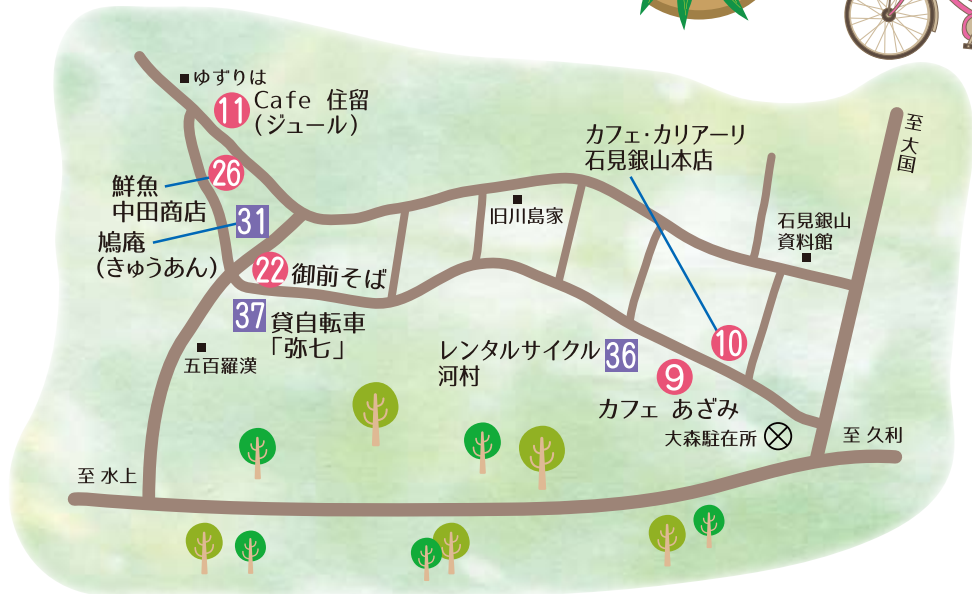 ゆずりは
11
Cafe 住留
(ジュール)
26
鮮魚
中田商店
31
鳩庵
(きゅうあん)
22
御前そば
37
貸自転車
「弥七」
五百羅漢
至 水上
旧川島家
カフェ・カリアーリ
石見銀山本店
10
石見銀山
資料館
至 大国
レンタルサイクル
河村
36
9
カフェ あざみ
大森駐在所
至 久利